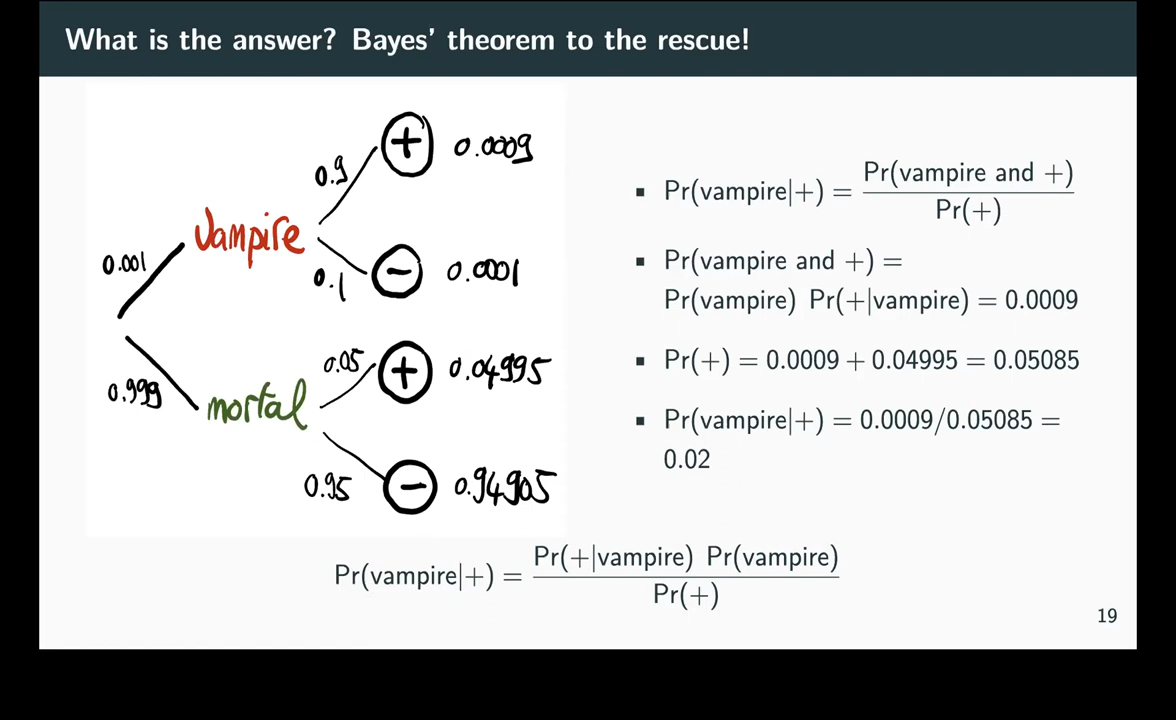 What is the answer? Bayes' theorem to the rescue!
0.001
vampire
0.9
+
0.0009
0.1
−
0.0001
0.999
mortal
0.05
+
0.04995
0.95
−
0.94905
▪ Pr(vampire|+) = Pr(vampire and +)
Pr(+)
▪ Pr(vampire and +) =
Pr(vampire) Pr(+|vampire) = 0.0009
▪ Pr(+) = 0.0009 + 0.04995 = 0.05085
▪ Pr(vampire|+) = 0.0009/0.05085 =
0.02
Pr(vampire|+) = Pr(+|vampire) Pr(vampire)
Pr(+)
19